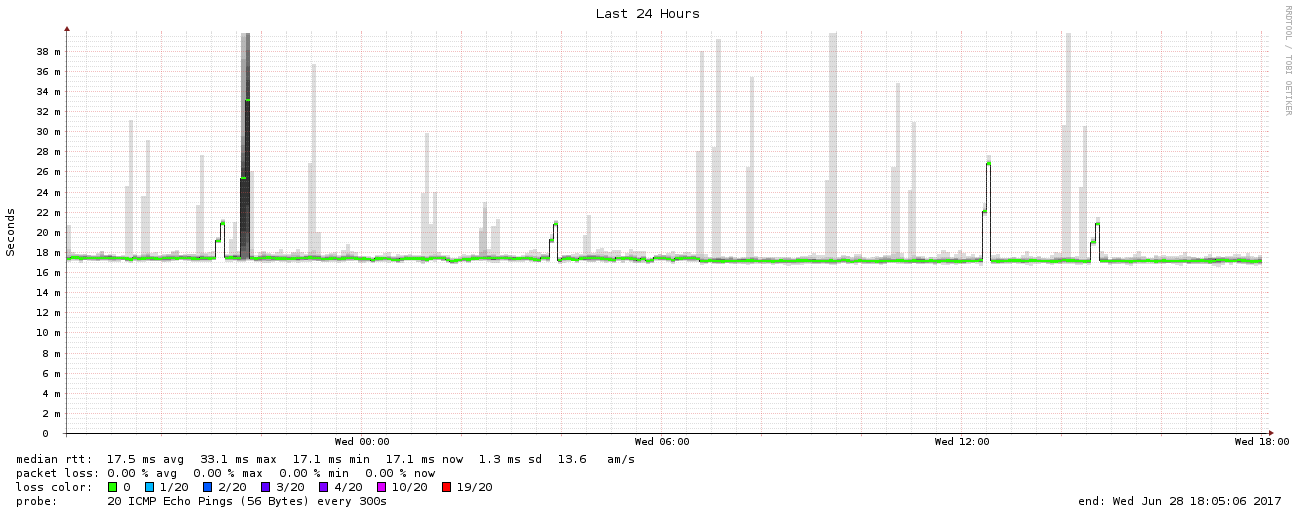 Last 24 Hours
RRDTOOL / TOBI OETIKER
Seconds
38 m
36 m
34 m
32 m
30 m
28 m
26 m
24 m
22 m
20 m
18 m
16 m
14 m
12 m
10 m
8 m
6 m
4 m
2 m
0
Wed 00:00 Wed 06:00 Wed 12:00 Wed 18:00
median rtt: 17.5 ms avg 33.1 ms max 17.1 ms min 17.1 ms now 1.3 ms sd 13.6 am/s
packet loss: 0.00 % avg 0.00 % max 0.00 % min 0.00 % now
loss color: 0 1/20 2/20 3/20 4/20 10/20 19/20
probe: 20 ICMP Echo Pings (56 Bytes) every 300s end: Wed Jun 28 18:05:06 2017